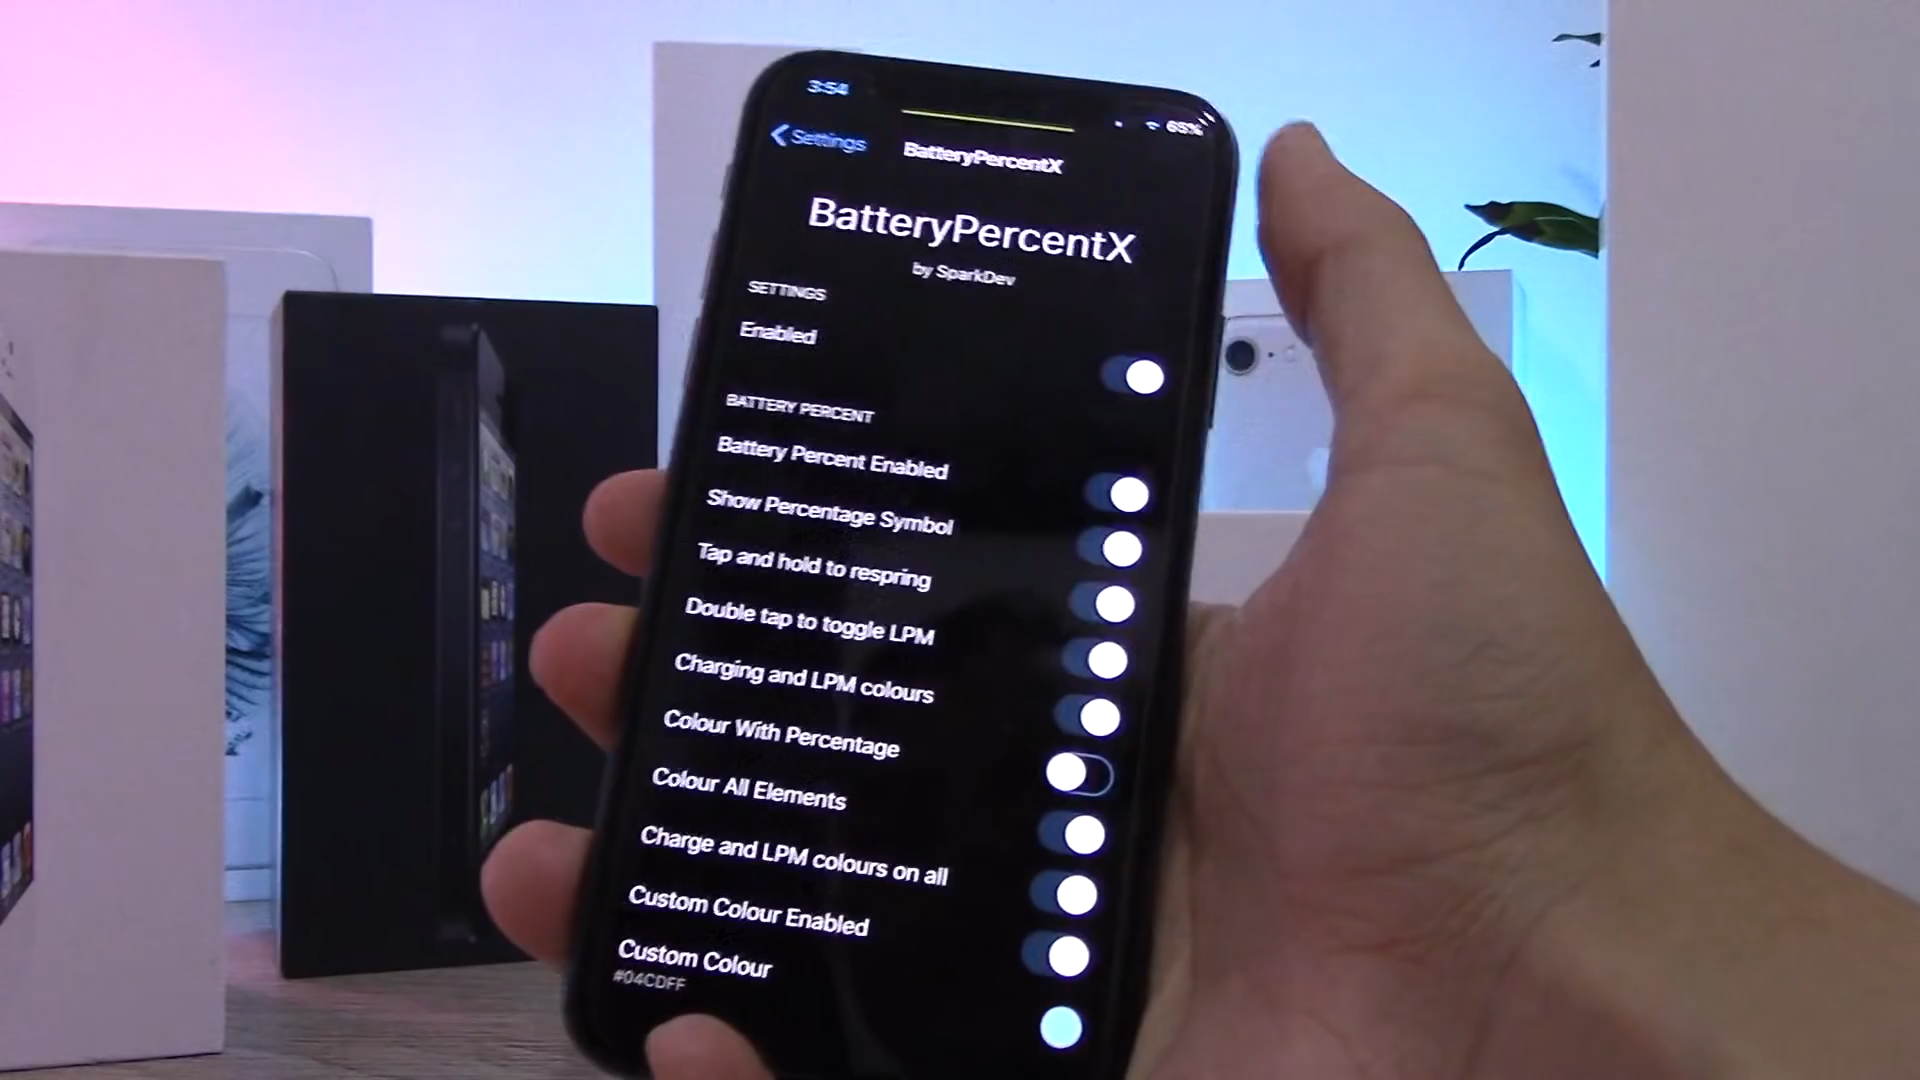 3:54
65%
Settings
BatteryPercentX
BatteryPercentX
by SparkDev
SETTINGS
Enabled
BATTERY PERCENT
Battery Percent Enabled
Show Percentage Symbol
Tap and hold to respring
Double tap to toggle LPM
Charging and LPM colours
Colour With Percentage
Colour All Elements
Charge and LPM colours on all
Custom Colour Enabled
Custom Colour
#04CDFF